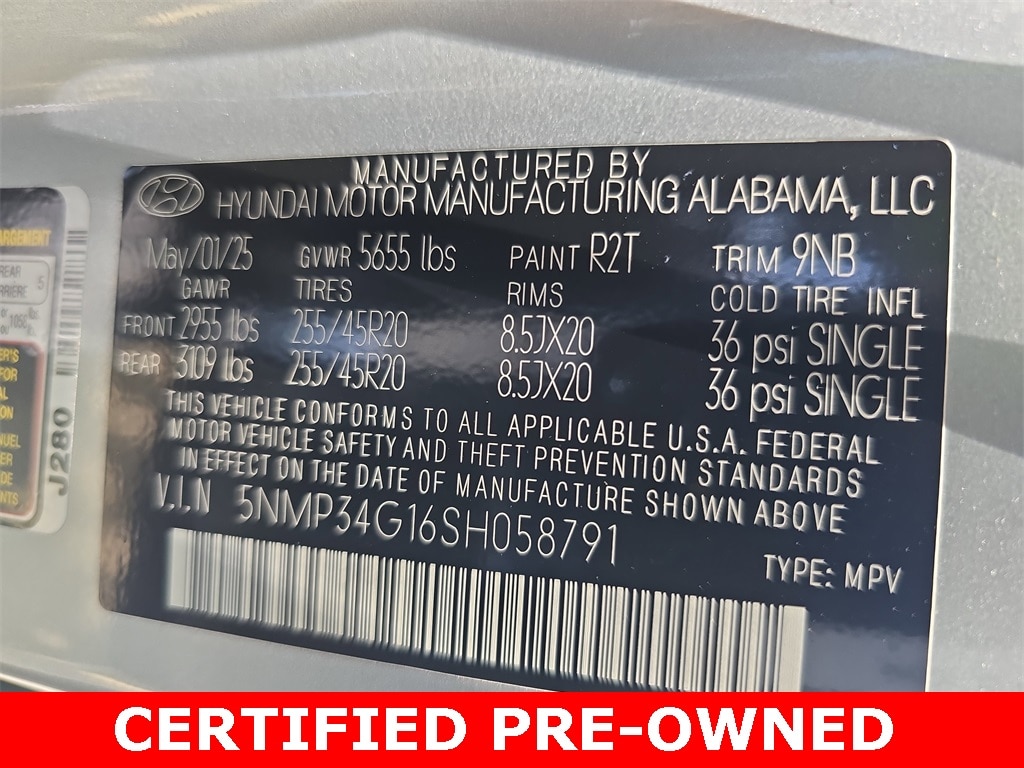 MANUFACTURED BY
HYUNDAI MOTOR MANUFACTURING ALABAMA, LLC
May/01/25 GVWR 5655 lbs PAINT R2T TRIM 9NB
GAWR TIRES RIMS COLD TIRE INFL
FRONT 2955 lbs 255/45R20 8.5JX20 36 psi SINGLE
REAR 3109 lbs 255/45R20 8.5JX20 36 psi SINGLE
THIS VEHICLE CONFORMS TO ALL APPLICABLE U.S.A. FEDERAL
MOTOR VEHICLE SAFETY AND THEFT PREVENTION STANDARDS
IN EFFECT ON THE DATE OF MANUFACTURE SHOWN ABOVE
V.I.N 5NMP34G16SH058791
TYPE: MPV
REAR
5
FOR
J280
CERTIFIED PRE-OWNED